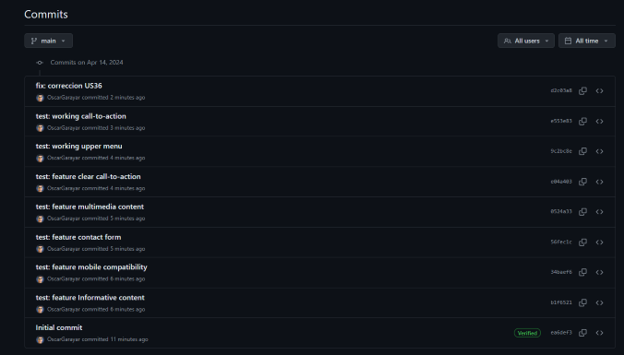 Commits
main
All users
All time
Commits on Apr 14, 2024
fix: correccion US36
OscarGarayar committed 2 minutes ago
d2c03a8
test: working call-to-action
OscarGarayar committed 3 minutes ago
e553e83
test: working upper menu
OscarGarayar committed 4 minutes ago
9c2bc8e
test: feature clear call-to-action
OscarGarayar committed 4 minutes ago
test: feature multimedia content
OscarGarayar committed 5 minutes ago
test: feature contact form
OscarGarayar committed 5 minutes ago
56fec1c
test: feature mobile compatibility
OscarGarayar committed 6 minutes ago
34baef6
test: feature Informative content
OscarGarayar committed 6 minutes ago
b1f6521
Initial commit
OscarGarayar committed 11 minutes ago
Verified
ea6def3